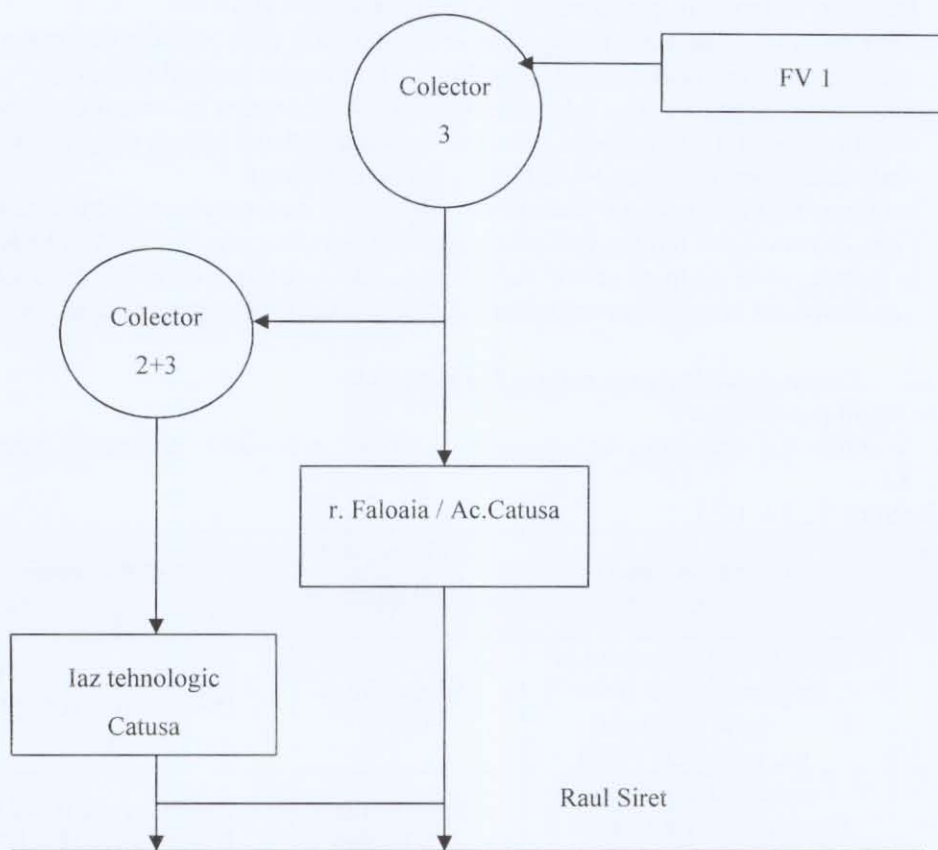 Colector
3
FV 1
Colector
2+3
r. Faloaia / Ac.Catusa
Iaz tehnologic
Catusa
Raul Siret